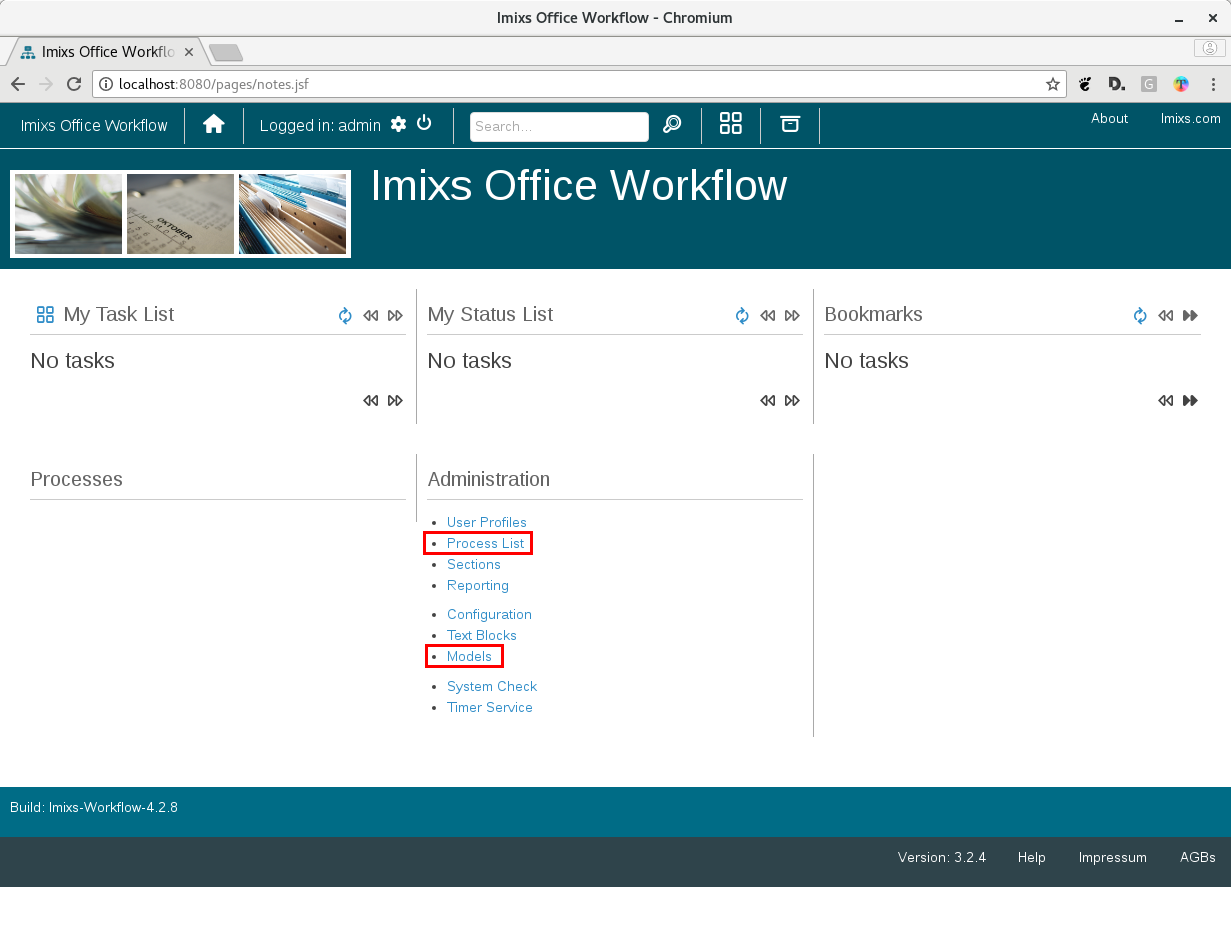 Imixs Office Workflow - Chromium
Imixs Office Workflo
localhost:8080/pages/notes.jsf
Imixs Office Workflow
Logged in: admin
Search...
About
Imixs.com
OKTOBER
Imixs Office Workflow
My Task List
No tasks
My Status List
No tasks
Bookmarks
No tasks
Processes
Administration
User Profiles
Process List
Sections
Reporting
Configuration
Text Blocks
Models
System Check
Timer Service
Build: Imixs-Workflow-4.2.8
Version: 3.2.4
Help
Impressum
AGBs